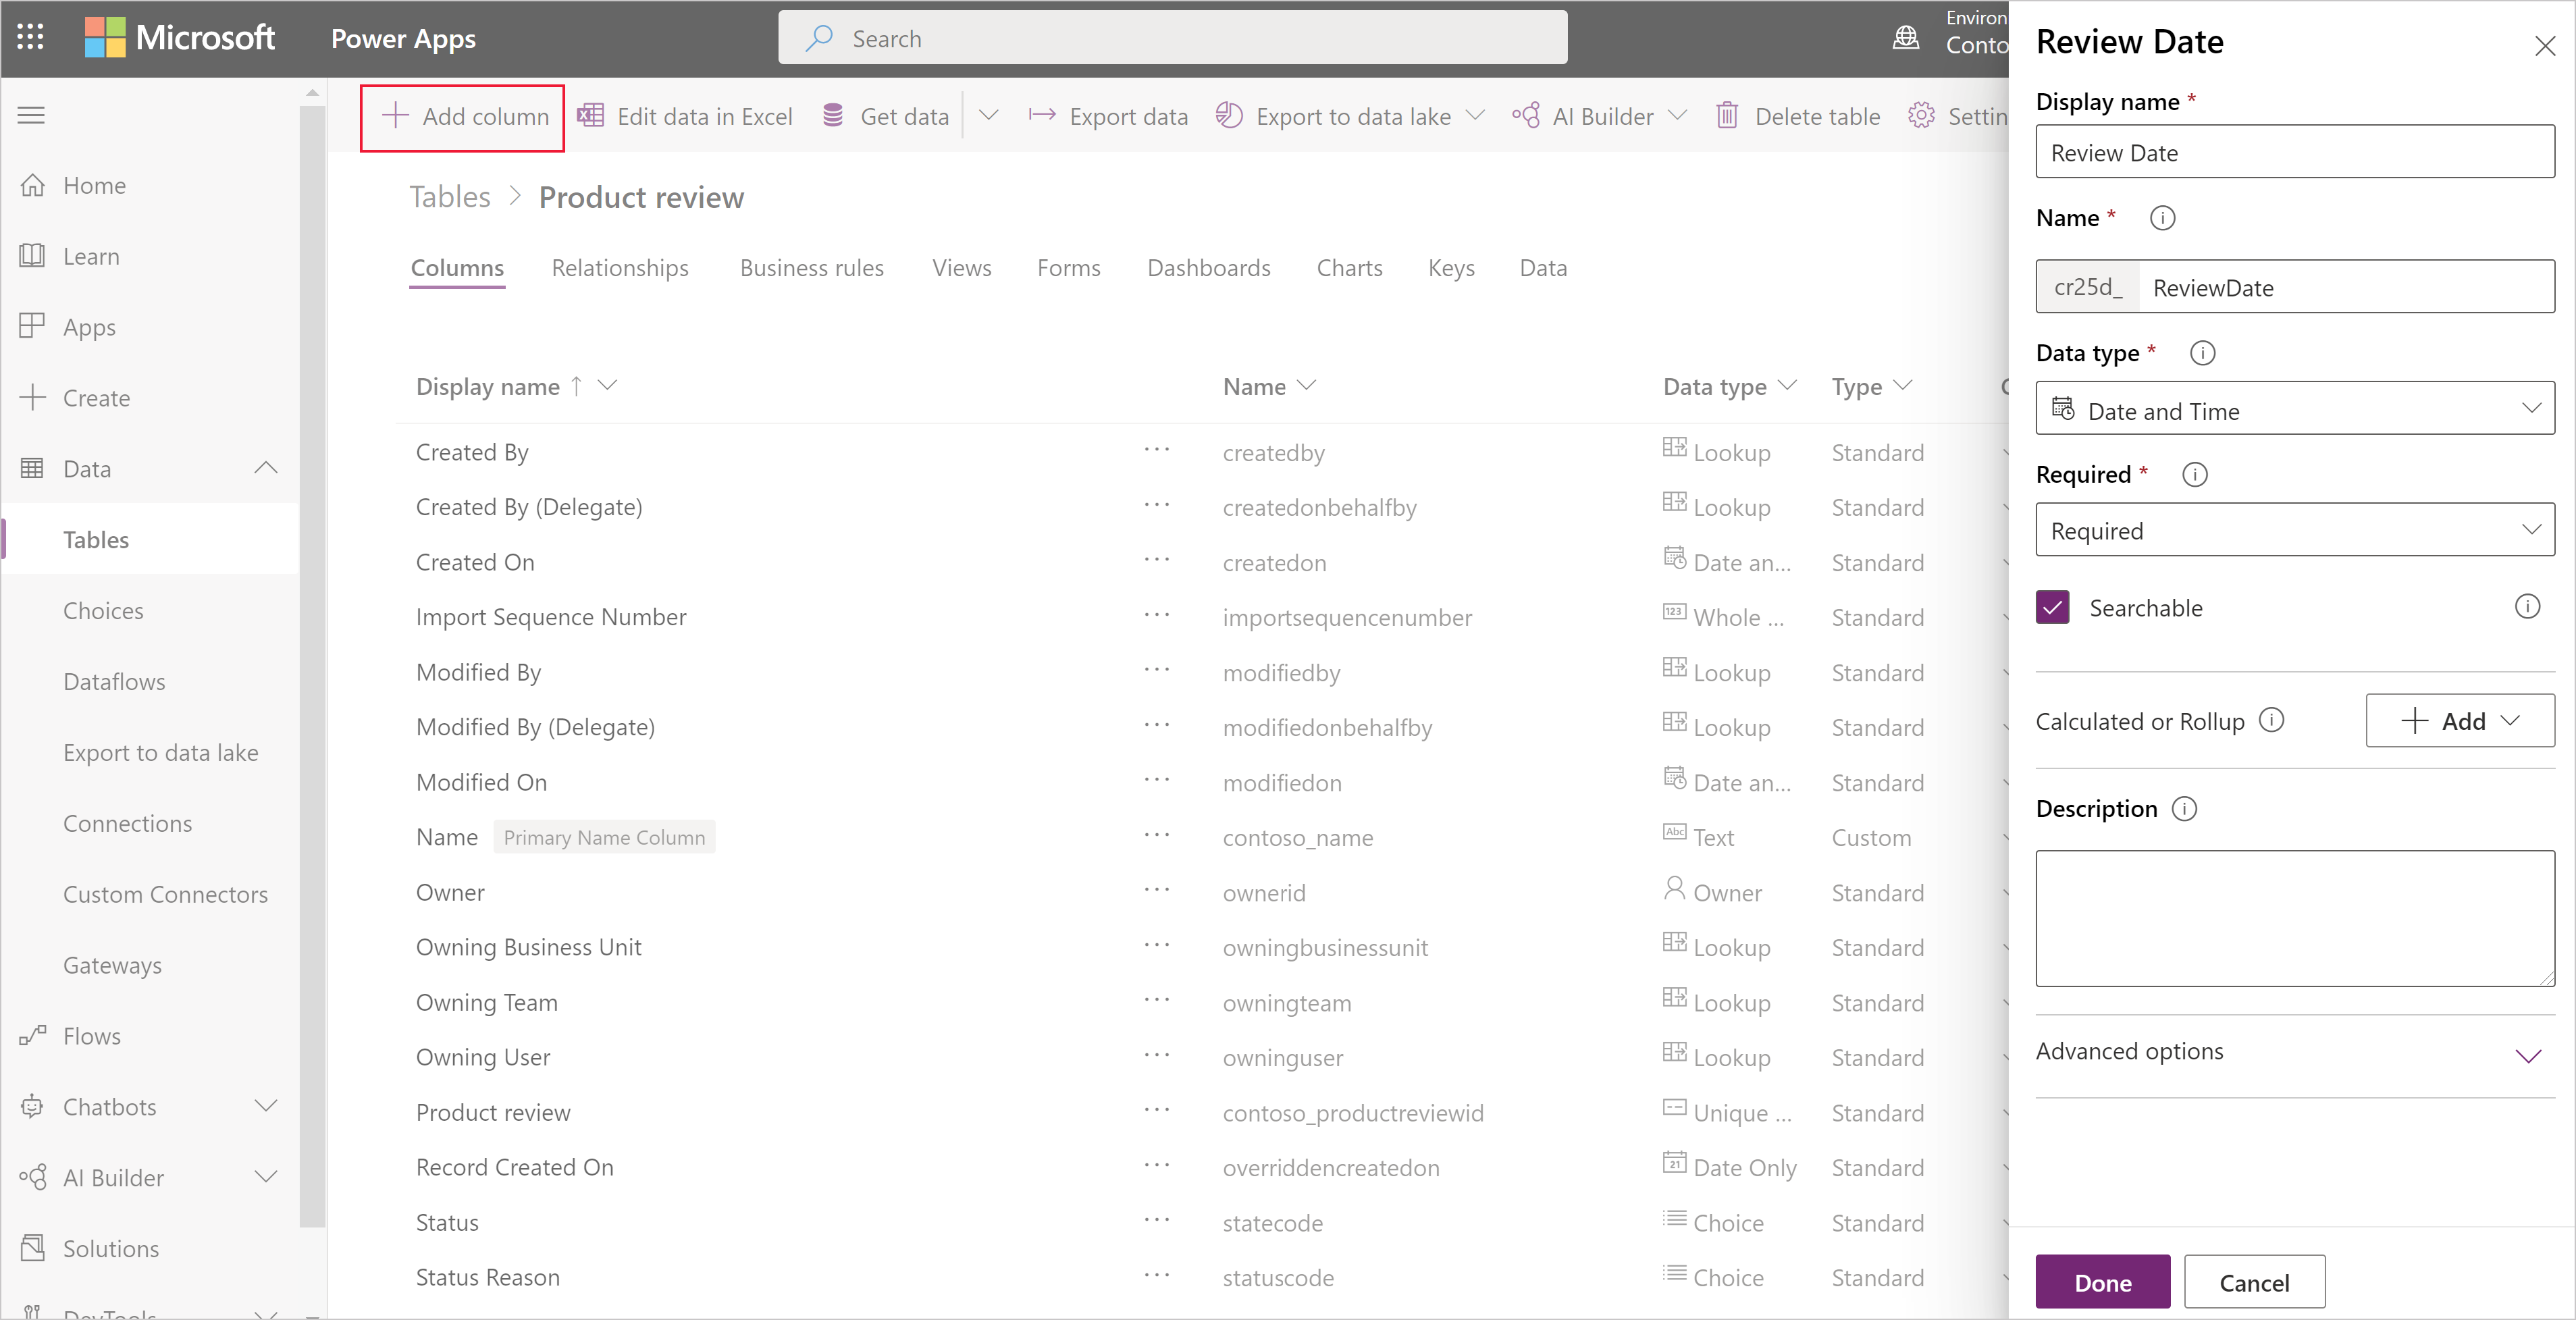 Microsoft Power Apps Search Environ
Conto
Add column Edit data in Excel Get data Export data Export to data lake AI Builder Delete table Settin
Home
Learn
Apps
Create
Data
Tables
Choices
Dataflows
Export to data lake
Connections
Custom Connectors
Gateways
Flows
Chatbots
AI Builder
Solutions
DevTools
Tables > Product review
Columns Relationships Business rules Views Forms Dashboards Charts Keys Data
Display name ↑ Name Data type Type
Created By ··· createdby Lookup Standard
Created By (Delegate) ··· createdonbehalfby Lookup Standard
Created On ··· createdon Date an... Standard
Import Sequence Number ··· importsequencenumber 123 Whole ... Standard
Modified By ··· modifiedby Lookup Standard
Modified By (Delegate) ··· modifiedonbehalfby Lookup Standard
Modified On ··· modifiedon Date an... Standard
Name Primary Name Column ··· contoso_name Abc Text Custom
Owner ··· ownerid Owner Standard
Owning Business Unit ··· owningbusinessunit Lookup Standard
Owning Team ··· owningteam Lookup Standard
Owning User ··· owninguser Lookup Standard
Product review ··· contoso_productreviewid Unique ... Standard
Record Created On ··· overriddencreatedon 21 Date Only Standard
Status ··· statecode Choice Standard
Status Reason ··· statuscode Choice Standard
Review Date
Display name *
Review Date
Name *
cr25d_ ReviewDate
Data type *
Date and Time
Required *
Required
Searchable
Calculated or Rollup + Add
Description
Advanced options
Done Cancel